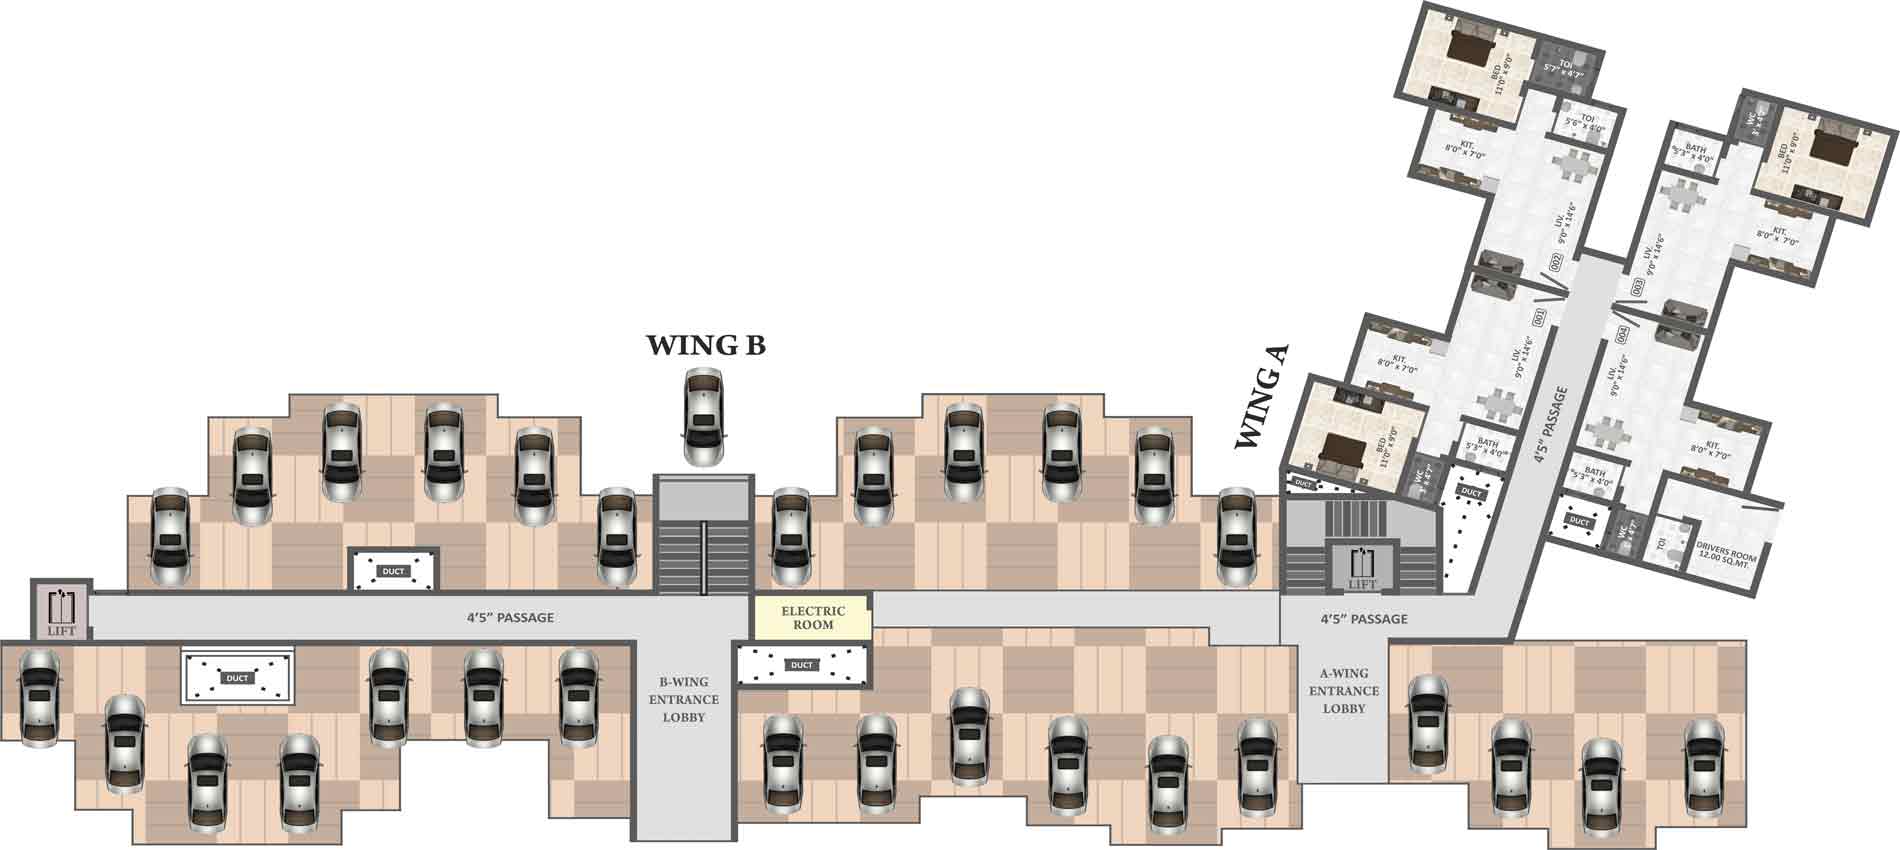 BED
11'0" x 9'0"
TOI
5'7" x 4'7"
TOI
5'6" x 4'0"
KIT.
8'0" x 7'0"
LIV.
9'0" x 14'6"
002
WC
3' x 4'7"
BATH
5'3" x 4'0"
BED
11'0" x 9'0"
KIT.
8'0" x 7'0"
LIV.
9'0" x 14'6"
003
001
LIV.
9'0" x 14'6"
KIT.
8'0" x 7'0"
BED
11'0" x 9'0"
BATH
5'3" x 4'0"
WC
3' x 4'7"
DUCT
DUCT
004
LIV.
9'0" x 14'6"
KIT.
8'0" x 7'0"
BATH
5'3" x 4'0"
DUCT
WC
3' x 4'7"
TOI
DRIVERS ROOM
12.00 SQ.MT.
4'5" PASSAGE
WING A
WING B
LIFT
DUCT
LIFT
4'5" PASSAGE
ELECTRIC
ROOM
4'5" PASSAGE
DUCT
DUCT
B-WING
ENTRANCE
LOBBY
A-WING
ENTRANCE
LOBBY